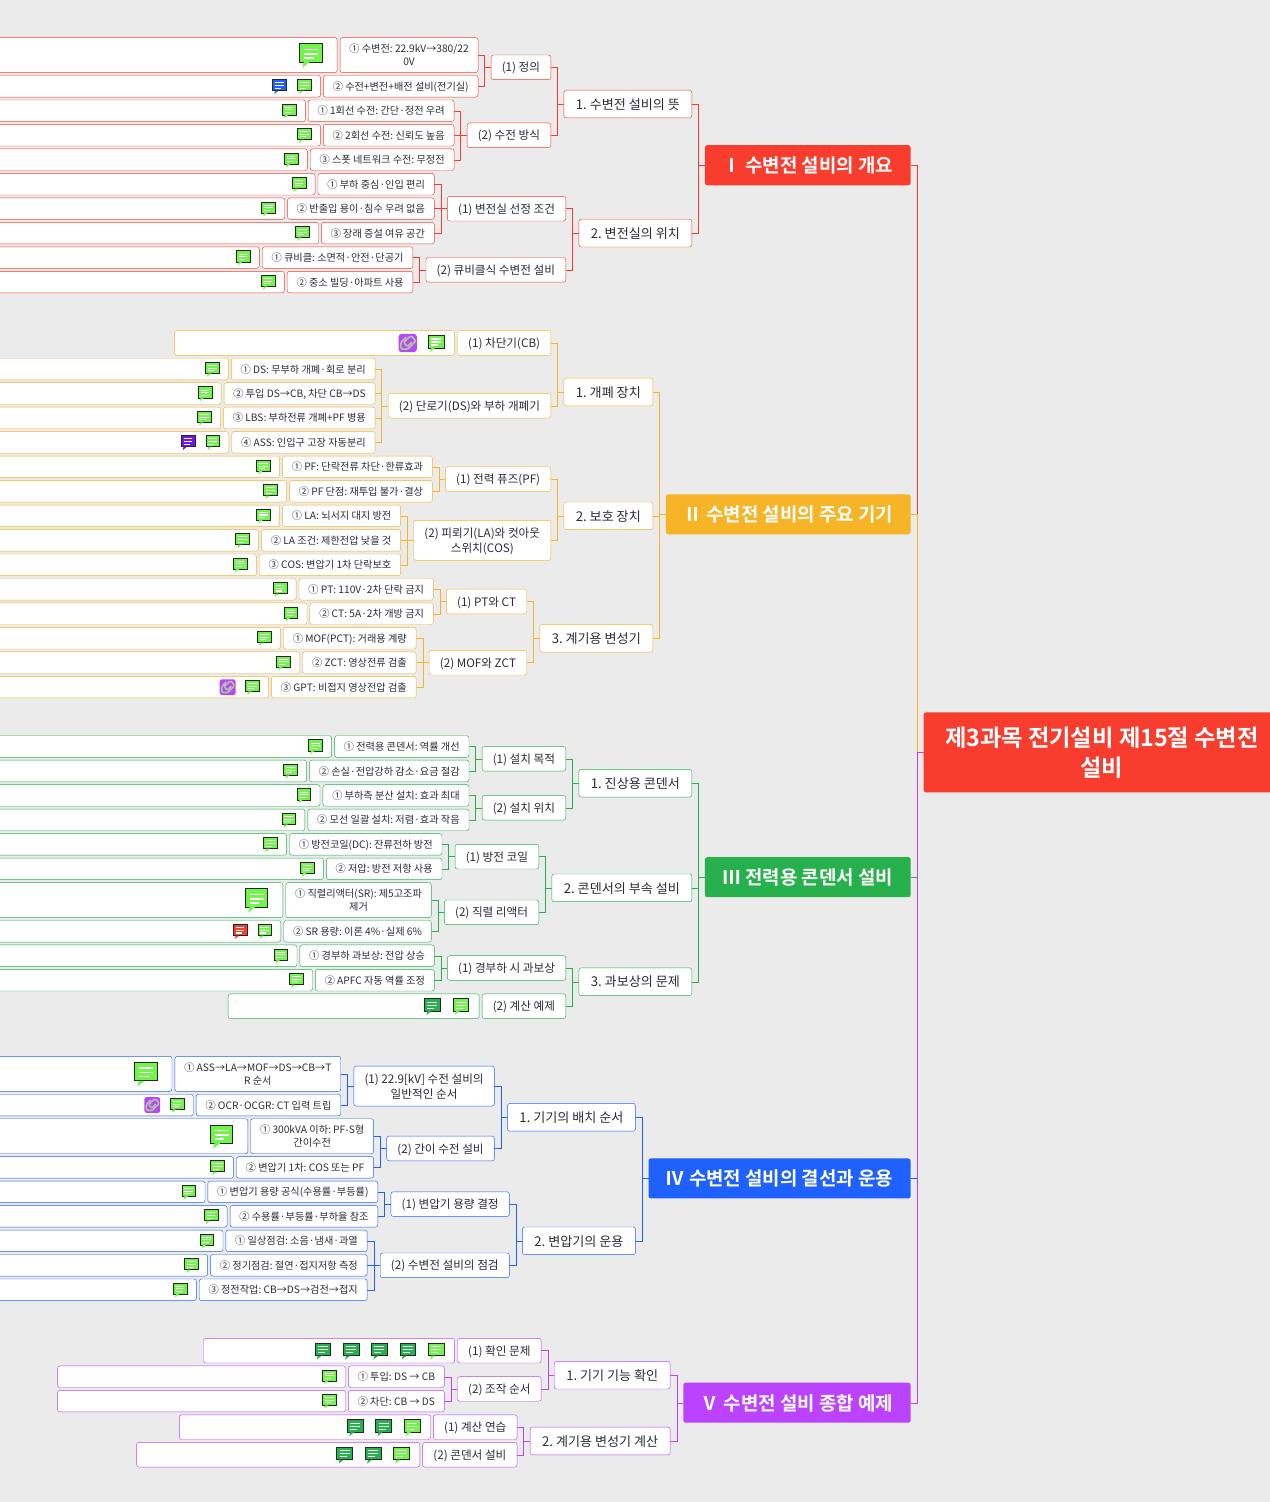 제3과목 전기설비 제15절 수변전
설비
Ⅰ 수변전 설비의 개요
1. 수변전 설비의 뜻
(1) 정의
① 수변전: 22.9kV→380/22
0V
② 수전+변전+배전 설비(전기실)
(2) 수전 방식
① 1회선 수전: 간단·정전 우려
② 2회선 수전: 신뢰도 높음
③ 스폿 네트워크 수전: 무정전
2. 변전실의 위치
(1) 변전실 선정 조건
① 부하 중심·인입 편리
② 반출입 용이·침수 우려 없음
③ 장래 증설 여유 공간
(2) 큐비클식 수변전 설비
① 큐비클: 소면적·안전·단공기
② 중소 빌딩·아파트 사용
Ⅱ 수변전 설비의 주요 기기
1. 개폐 장치
(1) 차단기(CB)
(2) 단로기(DS)와 부하 개폐기
① DS: 무부하 개폐·회로 분리
② 투입 DS→CB, 차단 CB→DS
③ LBS: 부하전류 개폐+PF 병용
④ ASS: 인입구 고장 자동분리
2. 보호 장치
(1) 전력 퓨즈(PF)
① PF: 단락전류 차단·한류효과
② PF 단점: 재투입 불가·결상
(2) 피뢰기(LA)와 컷아웃
스위치(COS)
① LA: 뇌서지 대지 방전
② LA 조건: 제한전압 낮을 것
③ COS: 변압기 1차 단락보호
3. 계기용 변성기
(1) PT와 CT
① PT: 110V·2차 단락 금지
② CT: 5A·2차 개방 금지
(2) MOF와 ZCT
① MOF(PCT): 거래용 계량
② ZCT: 영상전류 검출
③ GPT: 비접지 영상전압 검출
Ⅲ 전력용 콘덴서 설비
1. 진상용 콘덴서
(1) 설치 목적
① 전력용 콘덴서: 역률 개선
② 손실·전압강하 감소·요금 절감
(2) 설치 위치
① 부하측 분산 설치: 효과 최대
② 모선 일괄 설치: 저렴·효과 작음
2. 콘덴서의 부속 설비
(1) 방전 코일
① 방전코일(DC): 잔류전하 방전
② 저압: 방전 저항 사용
(2) 직렬 리액터
① 직렬리액터(SR): 제5고조파
제거
② SR 용량: 이론 4%·실제 6%
3. 과보상의 문제
(1) 경부하 시 과보상
① 경부하 과보상: 전압 상승
② APFC 자동 역률 조정
(2) 계산 예제
Ⅳ 수변전 설비의 결선과 운용
1. 기기의 배치 순서
(1) 22.9[kV] 수전 설비의
일반적인 순서
① ASS→LA→MOF→DS→CB→T
R 순서
② OCR·OCGR: CT 입력 트립
(2) 간이 수전 설비
① 300kVA 이하: PF-S형
간이수전
② 변압기 1차: COS 또는 PF
2. 변압기의 운용
(1) 변압기 용량 결정
① 변압기 용량 공식(수용률·부등률)
② 수용률·부등률·부하율 참조
(2) 수변전 설비의 점검
① 일상점검: 소음·냄새·과열
② 정기점검: 절연·접지저항 측정
③ 정전작업: CB→DS→검전→접지
Ⅴ 수변전 설비 종합 예제
1. 기기 기능 확인
(1) 확인 문제
(2) 조작 순서
① 투입: DS → CB
② 차단: CB → DS
2. 계기용 변성기 계산
(1) 계산 연습
(2) 콘덴서 설비